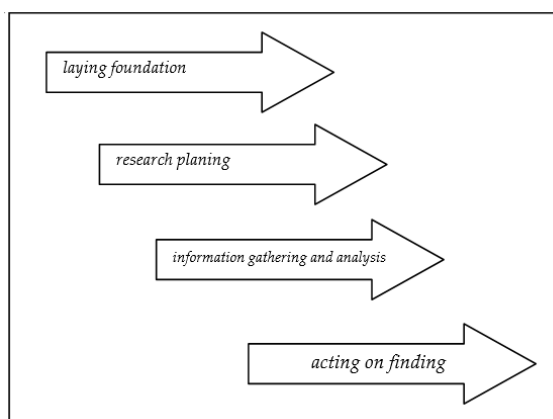 laying foundation
research planing
information gathering and analysis
acting on finding